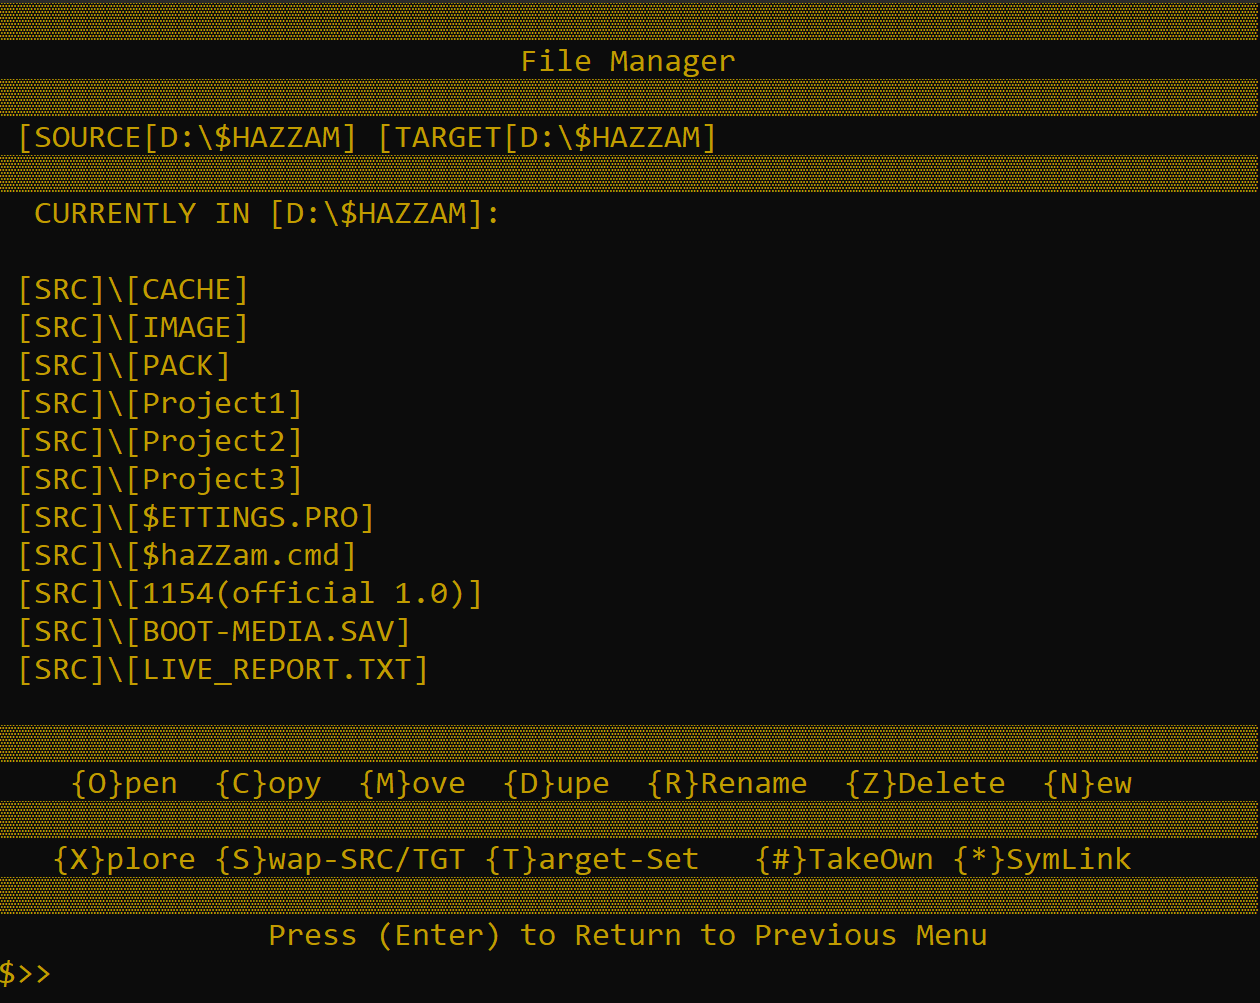 File Manager
[SOURCE[D:\$HAZZAM] [TARGET[D:\$HAZZAM]
CURRENTLY IN [D:\$HAZZAM]:
[SRC]\[CACHE]
[SRC]\[IMAGE]
[SRC]\[PACK]
[SRC]\[Project1]
[SRC]\[Project2]
[SRC]\[Project3]
[SRC]\[$ETTINGS.PRO]
[SRC]\[$haZZam.cmd]
[SRC]\[1154(official 1.0)]
[SRC]\[BOOT-MEDIA.SAV]
[SRC]\[LIVE_REPORT.TXT]
{O}pen  {C}opy  {M}ove  {D}upe  {R}Rename  {Z}Delete  {N}ew
{X}plore {S}wap-SRC/TGT {T}arget-Set   {#}TakeOwn {*}SymLink
Press (Enter) to Return to Previous Menu
$>>